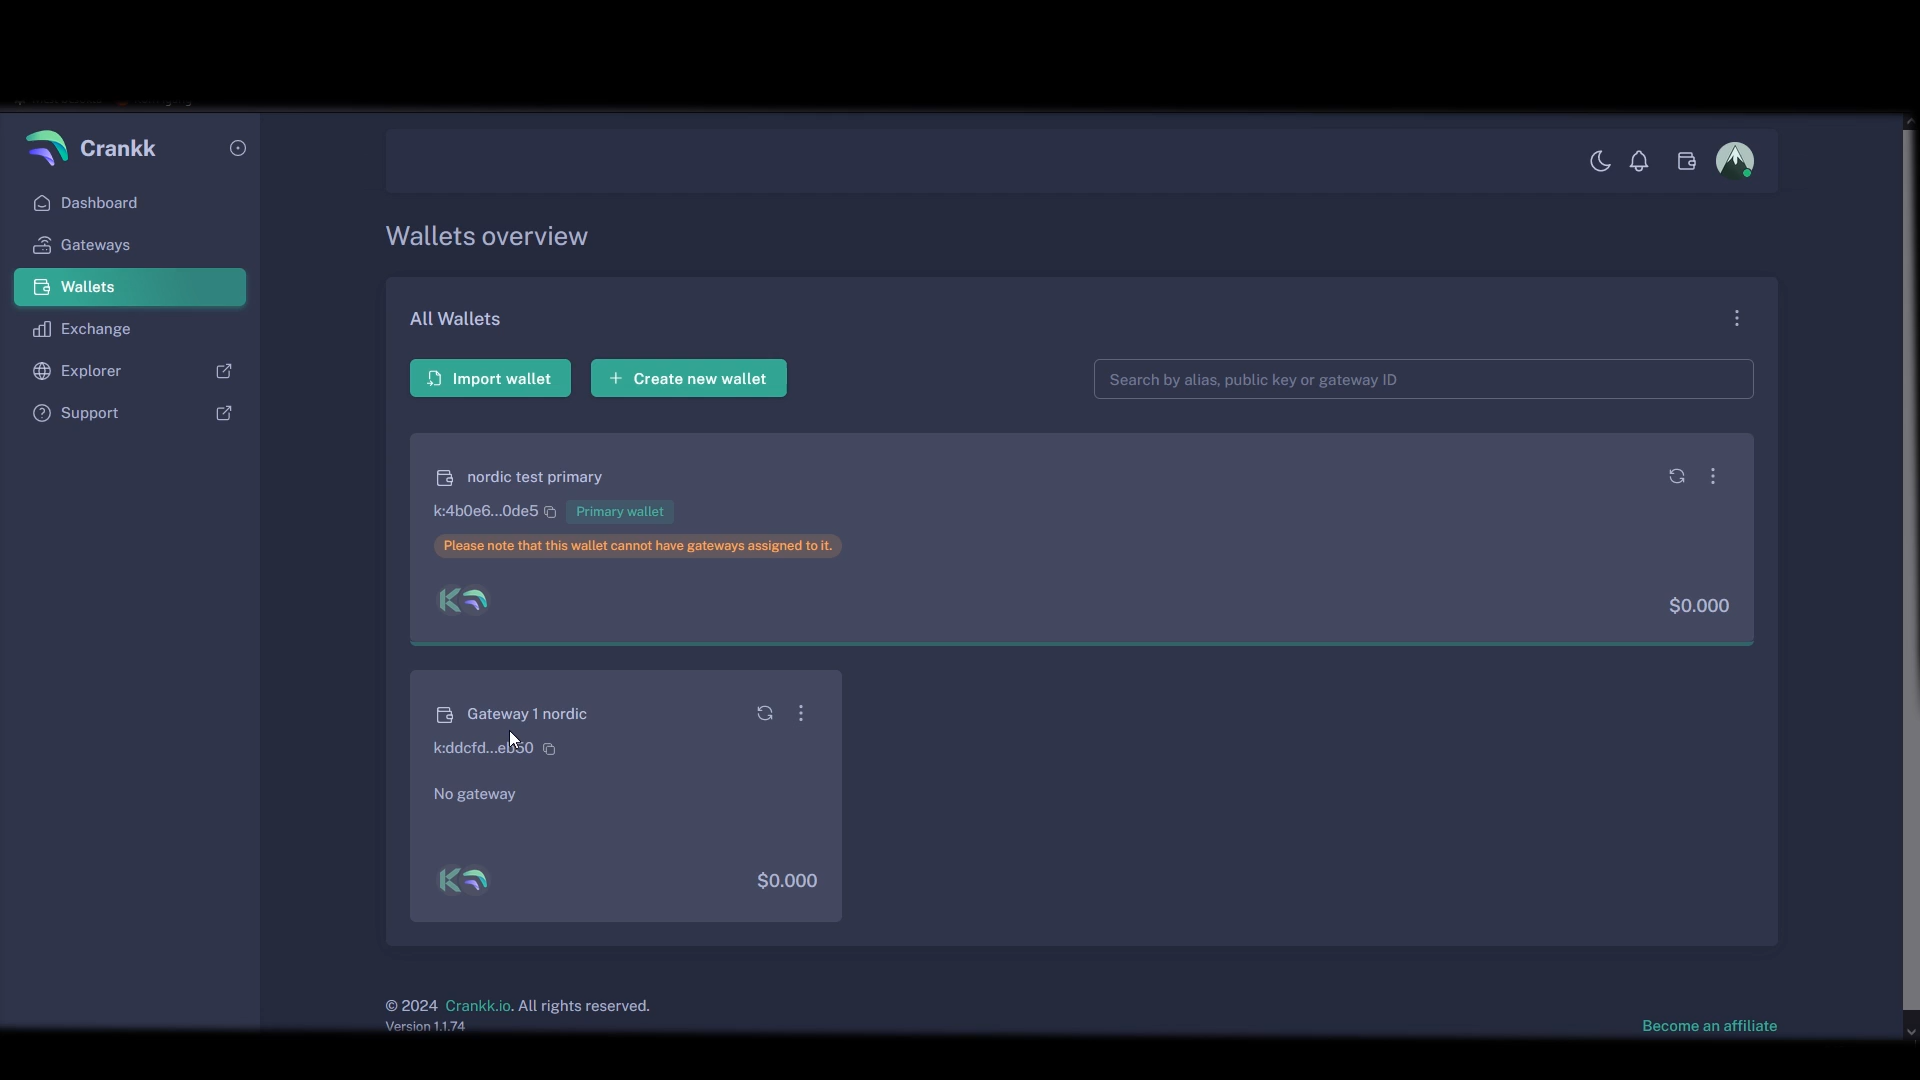 Crankk
Dashboard
Gateways
Wallets
Exchange
Explorer
Support
Wallets overview
All Wallets
Import wallet
+ Create new wallet
Search by alias, public key or gateway ID
nordic test primary
k:4b0e6...0de5 Primary wallet
Please note that this wallet cannot have gateways assigned to it.
$0.000
Gateway 1 nordic
k:ddcfd...eb50
No gateway
$0.000
© 2024 Crankk.io. All rights reserved.
Version 1.1.74
Become an affiliate